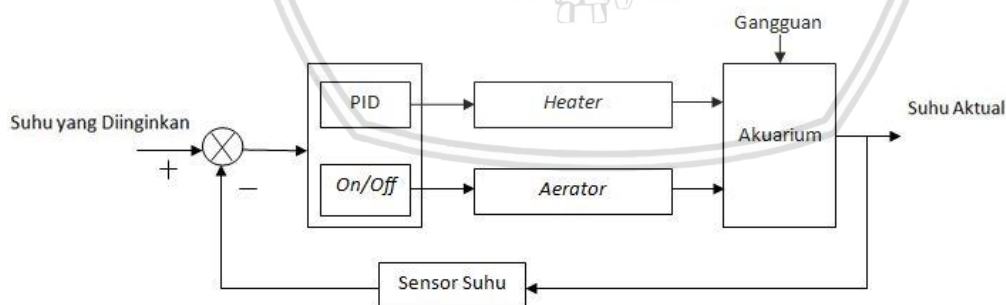 Gangguan
PID
Heater
Suhu yang Diinginkan
Akuarium
Suhu Aktual
+
−
On/Off
Aerator
Sensor Suhu